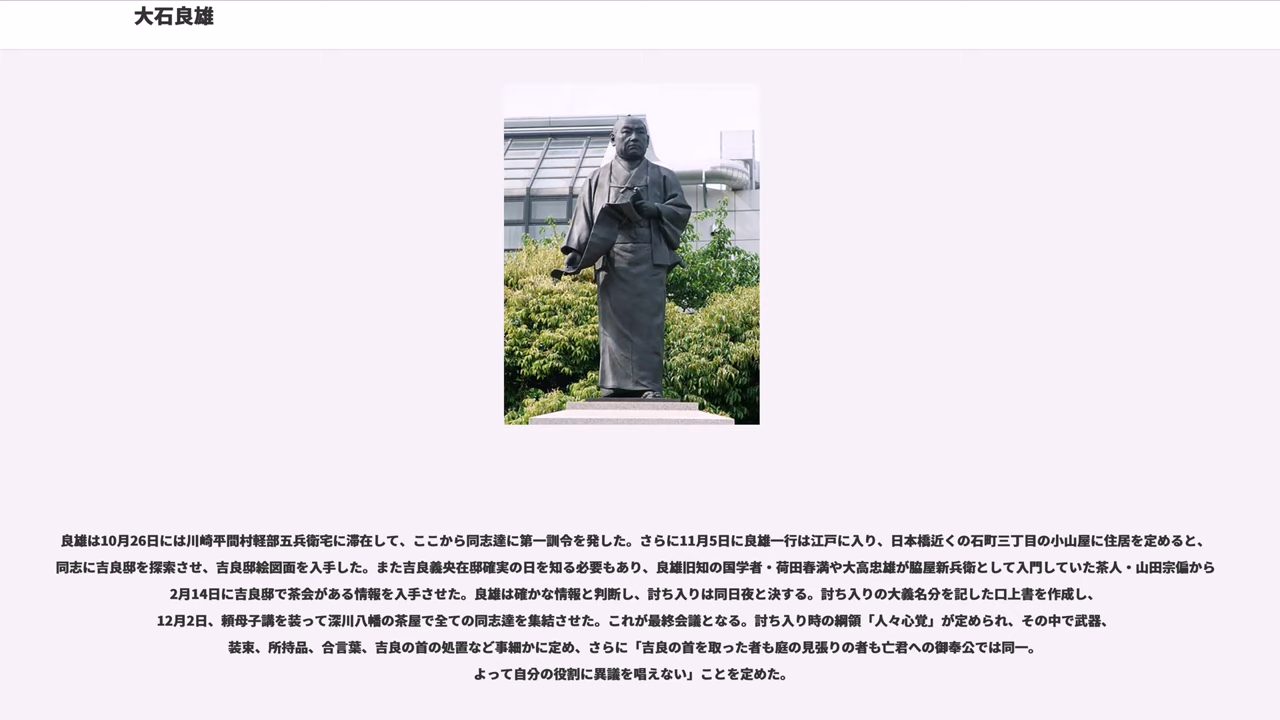 大石良雄
良雄は10月26日には川崎平間村軽部五兵衛宅に滞在して、ここから同志達に第一訓令を発した。さらに11月5日に良雄一行は江戸に入り、日本橋近くの石町三丁目の小山屋に住居を定めると、
同志に吉良邸を探索させ、吉良邸絵図面を入手した。また吉良義央在邸確実の日を知る必要もあり、良雄旧知の国学者・荷田春満や大高忠雄が脇屋新兵衛として入門していた茶人・山田宗偏から
2月14日に吉良邸で茶会がある情報を入手させた。良雄は確かな情報と判断し、討ち入りは同日夜と決する。討ち入りの大義名分を記した口上書を作成し、
12月2日、頼母子講を装って深川八幡の茶屋で全ての同志達を集結させた。これが最終会議となる。討ち入り時の綱領「人々心覚」が定められ、その中で武器、
装束、所持品、合言葉、吉良の首の処置など事細かに定め、さらに「吉良の首を取った者も庭の見張りの者も亡君への御奉公では同一。
よって自分の役割に異議を唱えない」ことを定めた。